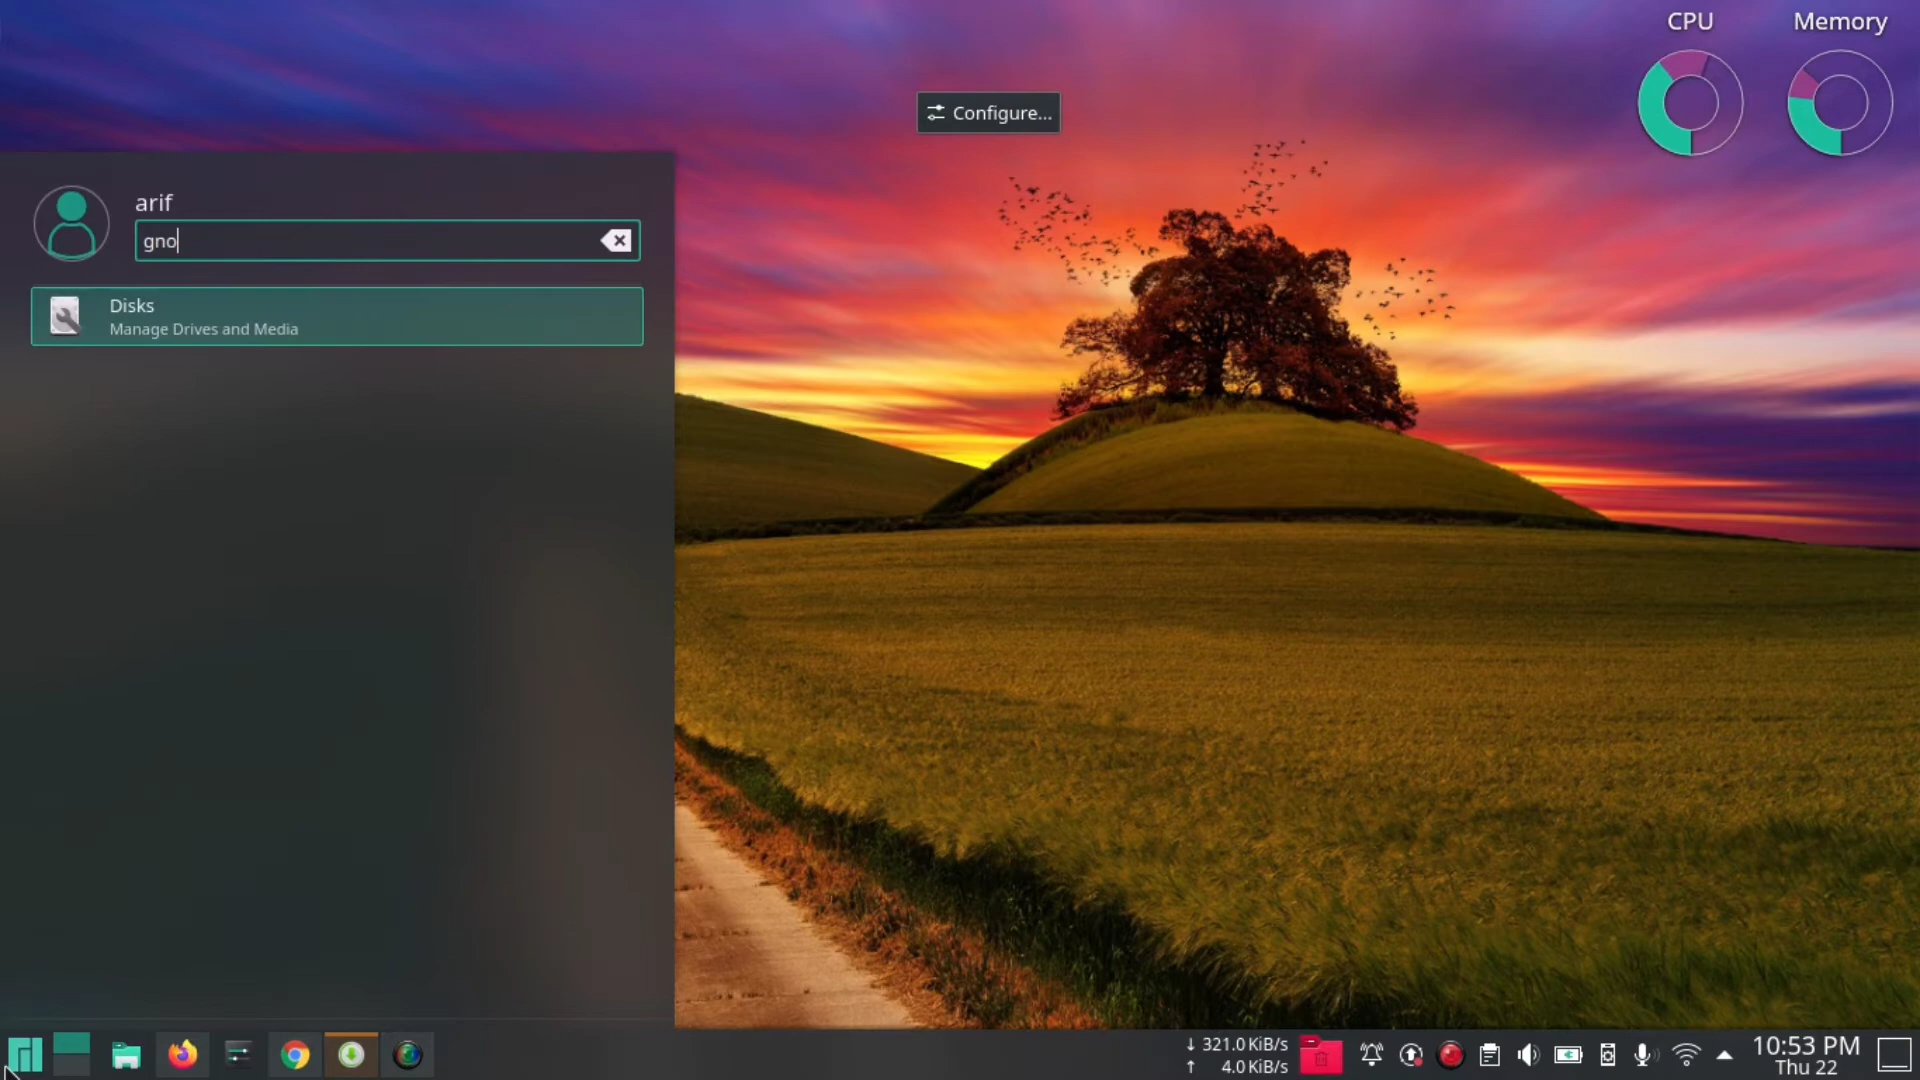 CPU
Memory
Configure...
arif
gno
Disks
Manage Drives and Media
↓ 321.0 KiB/s
↑ 4.0 KiB/s
10:53 PM
Thu 22